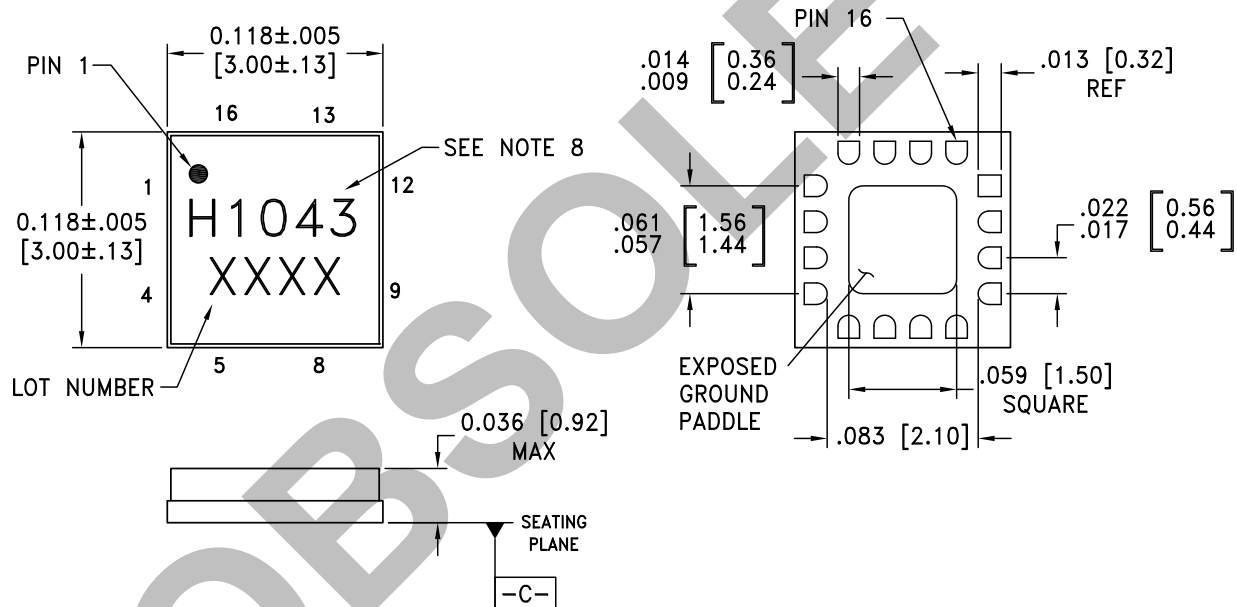 0.118±.005
[3.00±.13]
PIN 1
16 13
SEE NOTE 8
1 12
H1043
0.118±.005
[3.00±.13]
XXXX
4 9
5 8
LOT NUMBER
0.036 [0.92]
MAX
SEATING
PLANE
-C-
PIN 16
.014 [0.36]
.009 [0.24]
.013 [0.32]
REF
.061 [1.56]
.057 [1.44]
.022 [0.56]
.017 [0.44]
EXPOSED
GROUND
PADDLE
.059 [1.50]
SQUARE
.083 [2.10]
OBSOLE